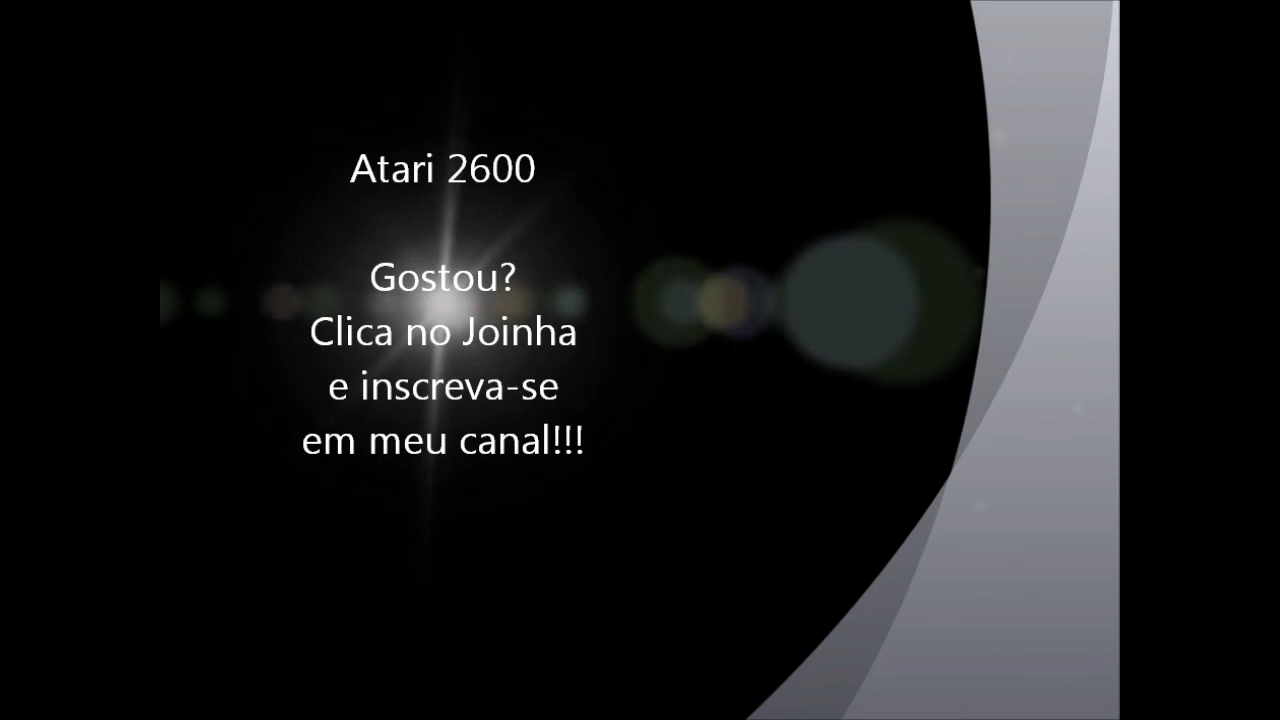 Atari 2600
Gostou?
Clica no Joinha
e inscreva-se
em meu canal!!!